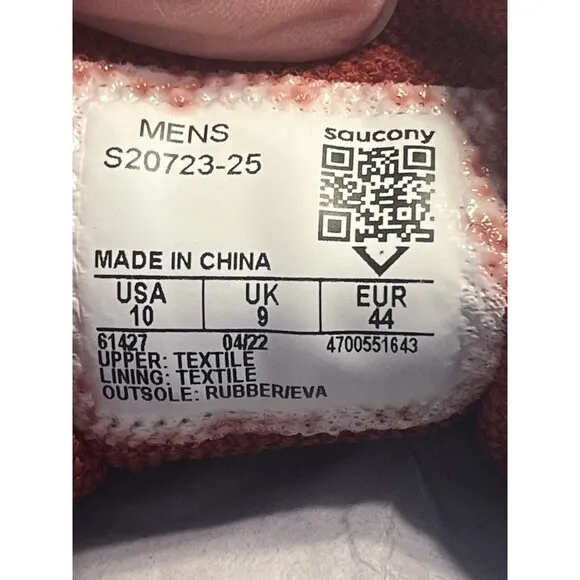 MENS
S20723-25
saucony
MADE IN CHINA
USA UK EUR
10 9 44
61427 04/22 4700551643
UPPER: TEXTILE
LINING: TEXTILE
OUTSOLE: RUBBER/EVA